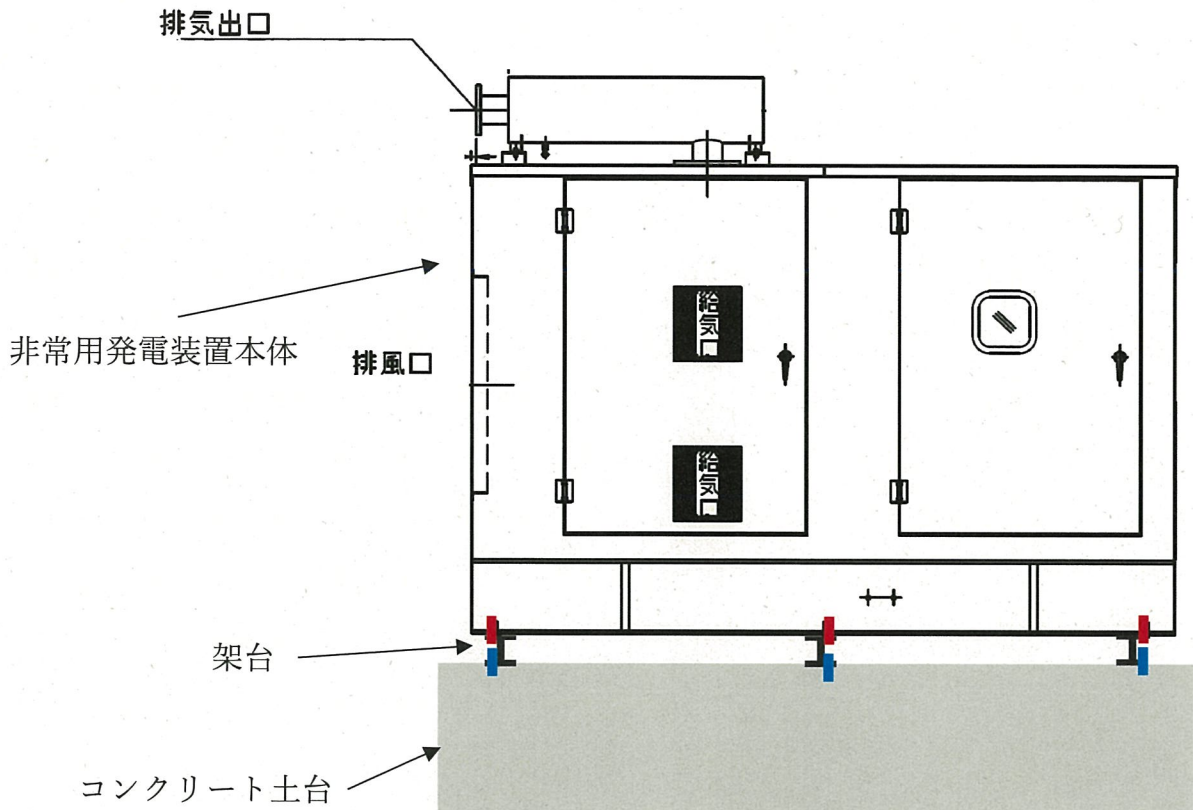 排気出口
非常用発電装置本体
排風口
給気口
給気口
架台
コンクリート土台